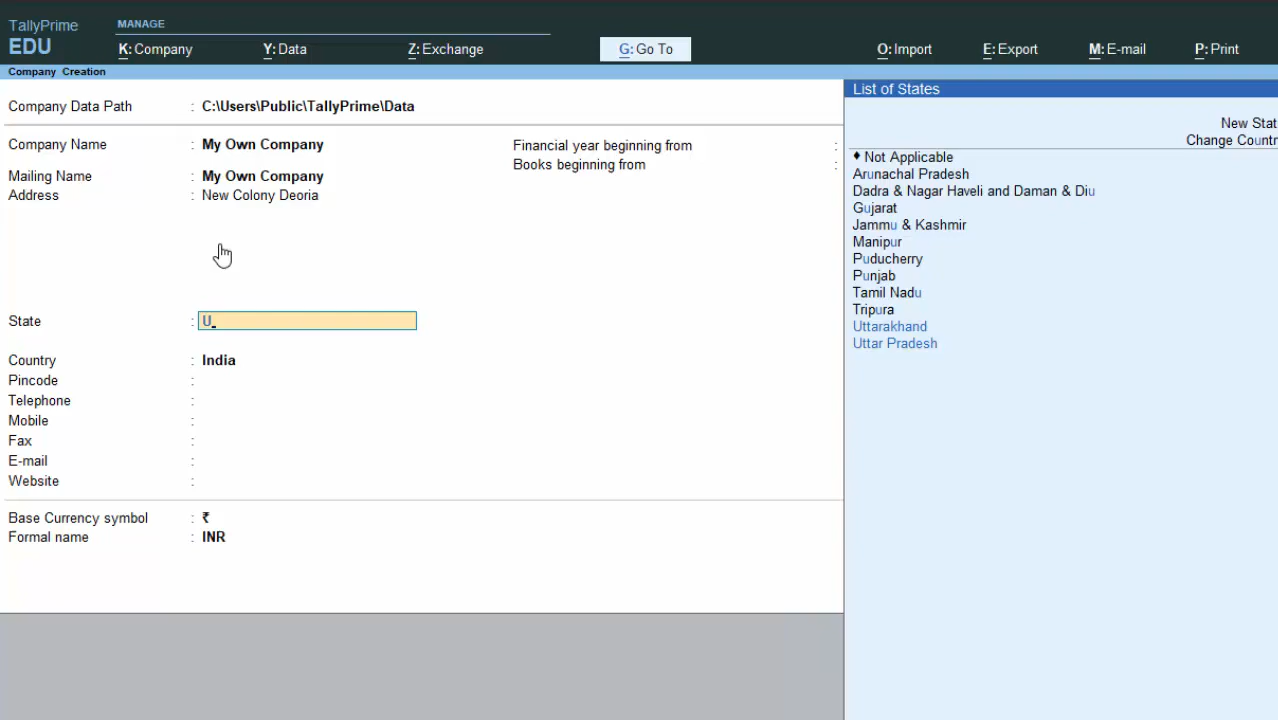 TallyPrime
EDU
MANAGE
K: Company
Y: Data
Z: Exchange
G: Go To
O: Import
E: Export
M: E-mail
P: Print
Company Creation
Company Data Path : C:\Users\Public\TallyPrime\Data
Company Name : My Own Company
Mailing Name : My Own Company
Address : New Colony Deoria
State : U
Country : India
Pincode :
Telephone :
Mobile :
Fax :
E-mail :
Website :
Base Currency symbol : ₹
Formal name : INR
Financial year beginning from :
Books beginning from :
List of States
New Stat
Change Countr
♦ Not Applicable
Arunachal Pradesh
Dadra & Nagar Haveli and Daman & Diu
Gujarat
Jammu & Kashmir
Manipur
Puducherry
Punjab
Tamil Nadu
Tripura
Uttarakhand
Uttar Pradesh